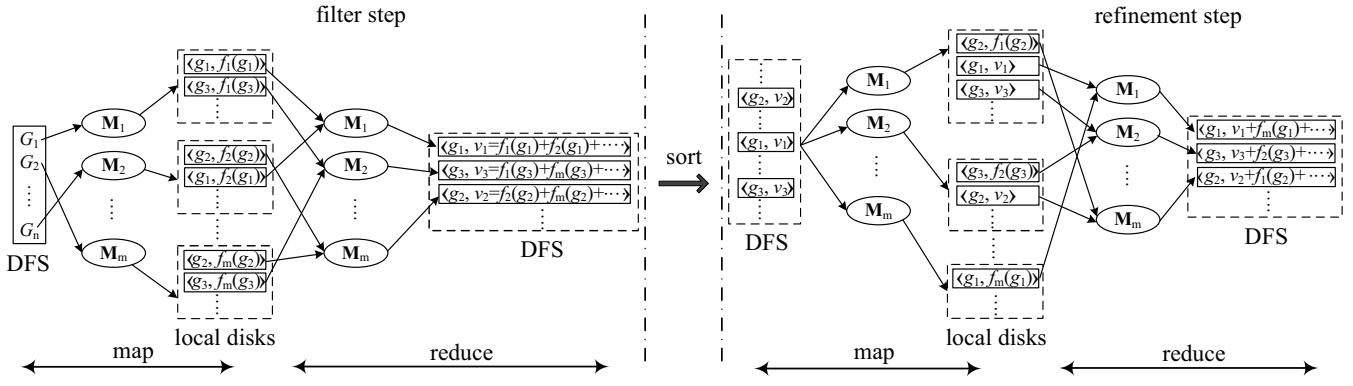 filter step
G1
G2
⋮
Gn
DFS
M1
M2
⋮
Mm
⟨g1, f1(g1)⟩
⟨g3, f1(g3)⟩
⋮
⟨g2, f2(g2)⟩
⟨g1, f2(g1)⟩
⋮
⟨g2, fm(g2)⟩
⟨g3, fm(g3)⟩
⋮
local disks
M1
M2
⋮
Mm
⟨g1, v1=f1(g1)+f2(g1)+⋯⟩
⟨g3, v3=f1(g3)+fm(g3)+⋯⟩
⟨g2, v2=f2(g2)+fm(g2)+⋯⟩
⋮
DFS
map
reduce
sort
refinement step
⋮
⟨g2, v2⟩
⋮
⟨g1, v1⟩
⋮
⟨g3, v3⟩
⋮
DFS
M1
M2
⋮
Mm
⟨g2, f1(g2)⟩
⟨g1, v1⟩
⟨g3, v3⟩
⋮
⟨g3, f2(g3)⟩
⟨g2, v2⟩
⋮
⟨g1, fm(g1)⟩
⋮
local disks
M1
M2
⋮
Mm
⟨g1, v1+fm(g1)+⋯⟩
⟨g3, v3+f2(g3)+⋯⟩
⟨g2, v2+f1(g2)+ ⋯⟩
⋮
DFS
map
reduce